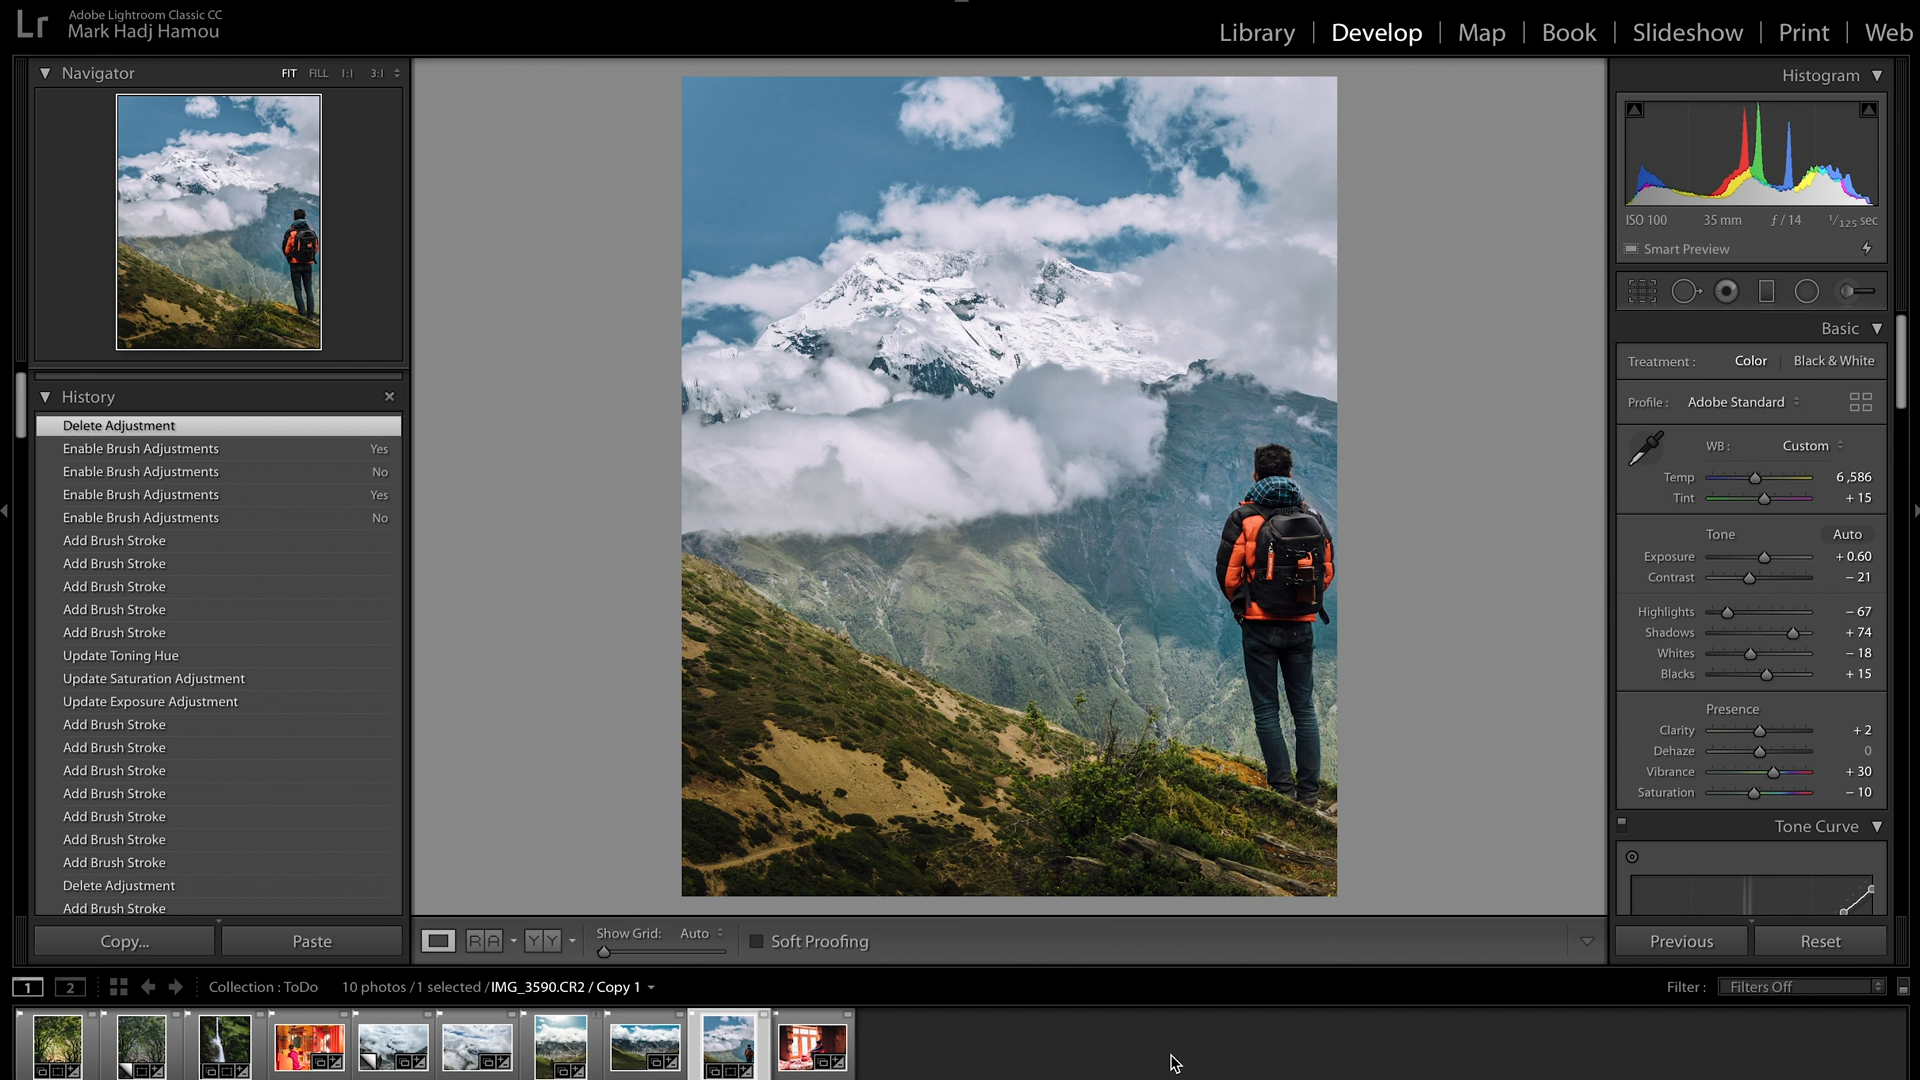 Lr
Adobe Lightroom Classic CC
Mark Hadj Hamou
Library | Develop | Map | Book | Slideshow | Print | Web
Navigator FIT FILL 1:1 3:1
History
Delete Adjustment
Enable Brush Adjustments Yes
Enable Brush Adjustments No
Enable Brush Adjustments Yes
Enable Brush Adjustments No
Add Brush Stroke
Add Brush Stroke
Add Brush Stroke
Add Brush Stroke
Add Brush Stroke
Update Toning Hue
Update Saturation Adjustment
Update Exposure Adjustment
Add Brush Stroke
Add Brush Stroke
Add Brush Stroke
Add Brush Stroke
Add Brush Stroke
Add Brush Stroke
Add Brush Stroke
Delete Adjustment
Add Brush Stroke
Copy... Paste
R A Y Y Show Grid: Auto Soft Proofing
Histogram
ISO 100 35 mm ƒ / 14 1/125 sec
Smart Preview
Basic
Treatment : Color | Black & White
Profile : Adobe Standard
WB : Custom
Temp 6,586
Tint + 15
Tone Auto
Exposure + 0.60
Contrast − 21
Highlights − 67
Shadows + 74
Whites − 18
Blacks + 15
Presence
Clarity + 2
Dehaze 0
Vibrance + 30
Saturation − 10
Tone Curve
Previous Reset
1 2 Collection : ToDo 10 photos / 1 selected / IMG_3590.CR2 / Copy 1 Filter : Filters Off